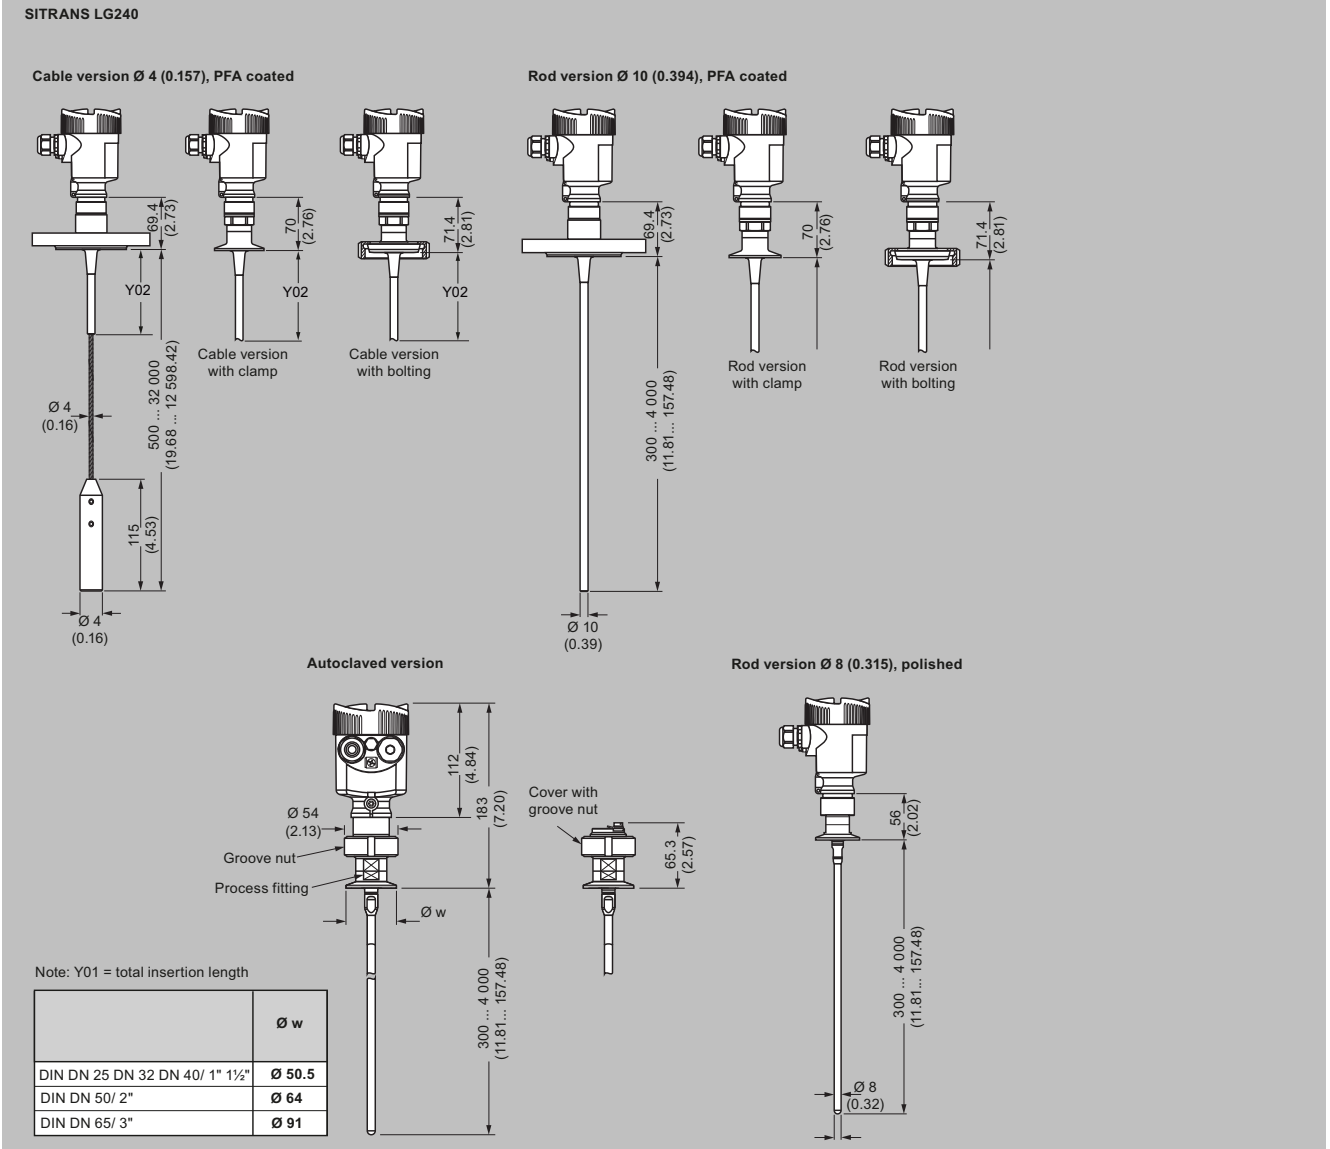 SITRANS LG240
Cable version Ø 4 (0.157), PFA coated
Rod version Ø 10 (0.394), PFA coated
69.4
(2.73)
70
(2.76)
71.4
(2.81)
69.4
(2.73)
70
(2.76)
71.4
(2.81)
Y02
Y02
Y02
Cable version
with clamp
Cable version
with bolting
Rod version
with clamp
Rod version
with bolting
Ø 4
(0.16)
500 ... 32 000
(19.68 ... 12 598.42)
300 ... 4 000
(11.81... 157.48)
115
(4.53)
Ø 4
(0.16)
Ø 10
(0.39)
Autoclaved version
Rod version Ø 8 (0.315), polished
112
(4.84)
183
(7.20)
Ø 54
(2.13)
Groove nut
Process fitting
Ø w
Cover with
groove nut
65.3
(2.57)
56
(2.02)
300 ... 4 000
(11.81... 157.48)
300 ... 4 000
(11.81... 157.48)
Ø 8
(0.32)
Note: Y01 = total insertion length
Ø w
DIN DN 25 DN 32 DN 40/ 1" 1½" Ø 50.5
DIN DN 50/ 2" Ø 64
DIN DN 65/ 3" Ø 91